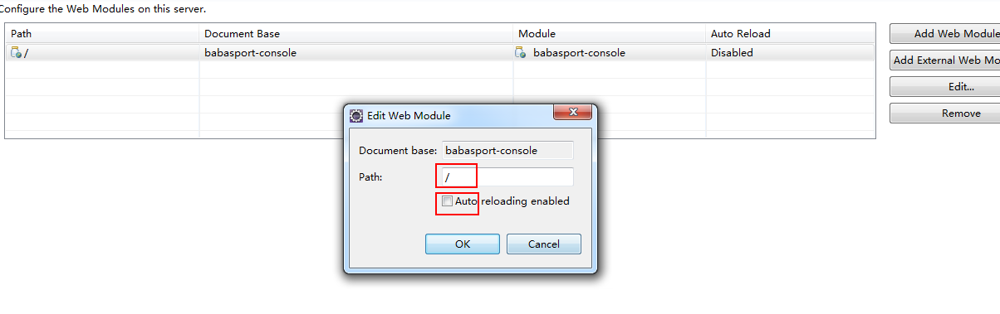 Configure the Web Modules on this server.
Path Document Base Module Auto Reload
/ babasport-console babasport-console Disabled
Add Web Module
Add External Web Mo
Edit...
Remove
Edit Web Module
Document base: babasport-console
Path: /
Auto reloading enabled
OK Cancel